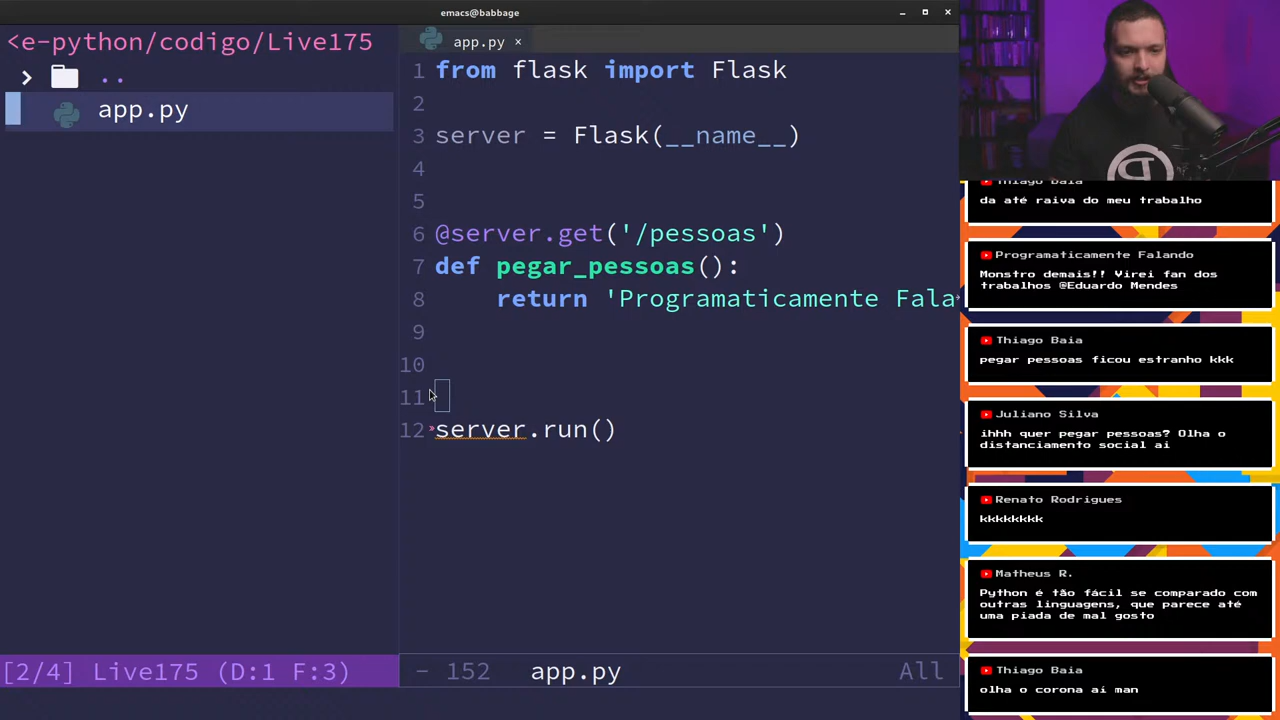 emacs@babbage
<e-python/codigo/Live175
..
app.py
app.py ×
1 from flask import Flask
2
3 server = Flask(__name__)
4
5
6 @server.get('/pessoas')
7 def pegar_pessoas():
8 return 'Programaticamente Fala
9
10
11
12 server.run()
[2/4] Live175 (D:1 F:3)
- 152 app.py All
Thiago Baia
da até raiva do meu trabalho
Programaticamente Falando
Monstro demais!! Virei fan dos
trabalhos @Eduardo Mendes
Thiago Baia
pegar pessoas ficou estranho kkk
Juliano Silva
ihhh quer pegar pessoas? Olha o
distanciamento social ai
Renato Rodrigues
kkkkkkkk
Matheus R.
Python é tão fácil se comparado com
outras linguagens, que parece até
uma piada de mal gosto
Thiago Baia
olha o corona ai man